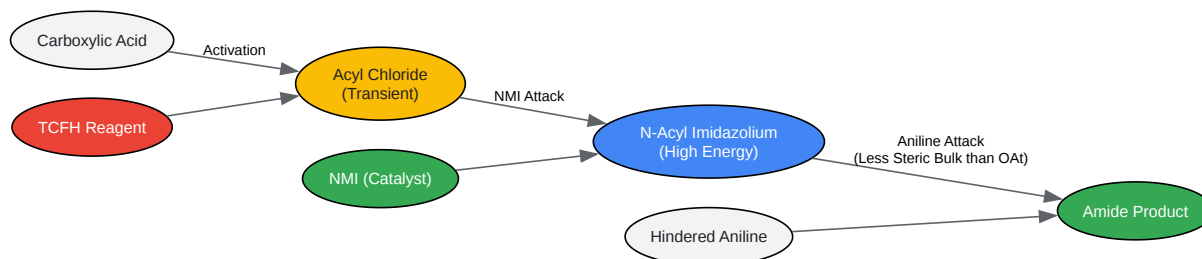 Carboxylic Acid
Activation
TCFH Reagent
Acyl Chloride
(Transient)
NMI Attack
NMI (Catalyst)
N-Acyl Imidazolium
(High Energy)
Aniline Attack
(Less Steric Bulk than OAt)
Hindered Aniline
Amide Product